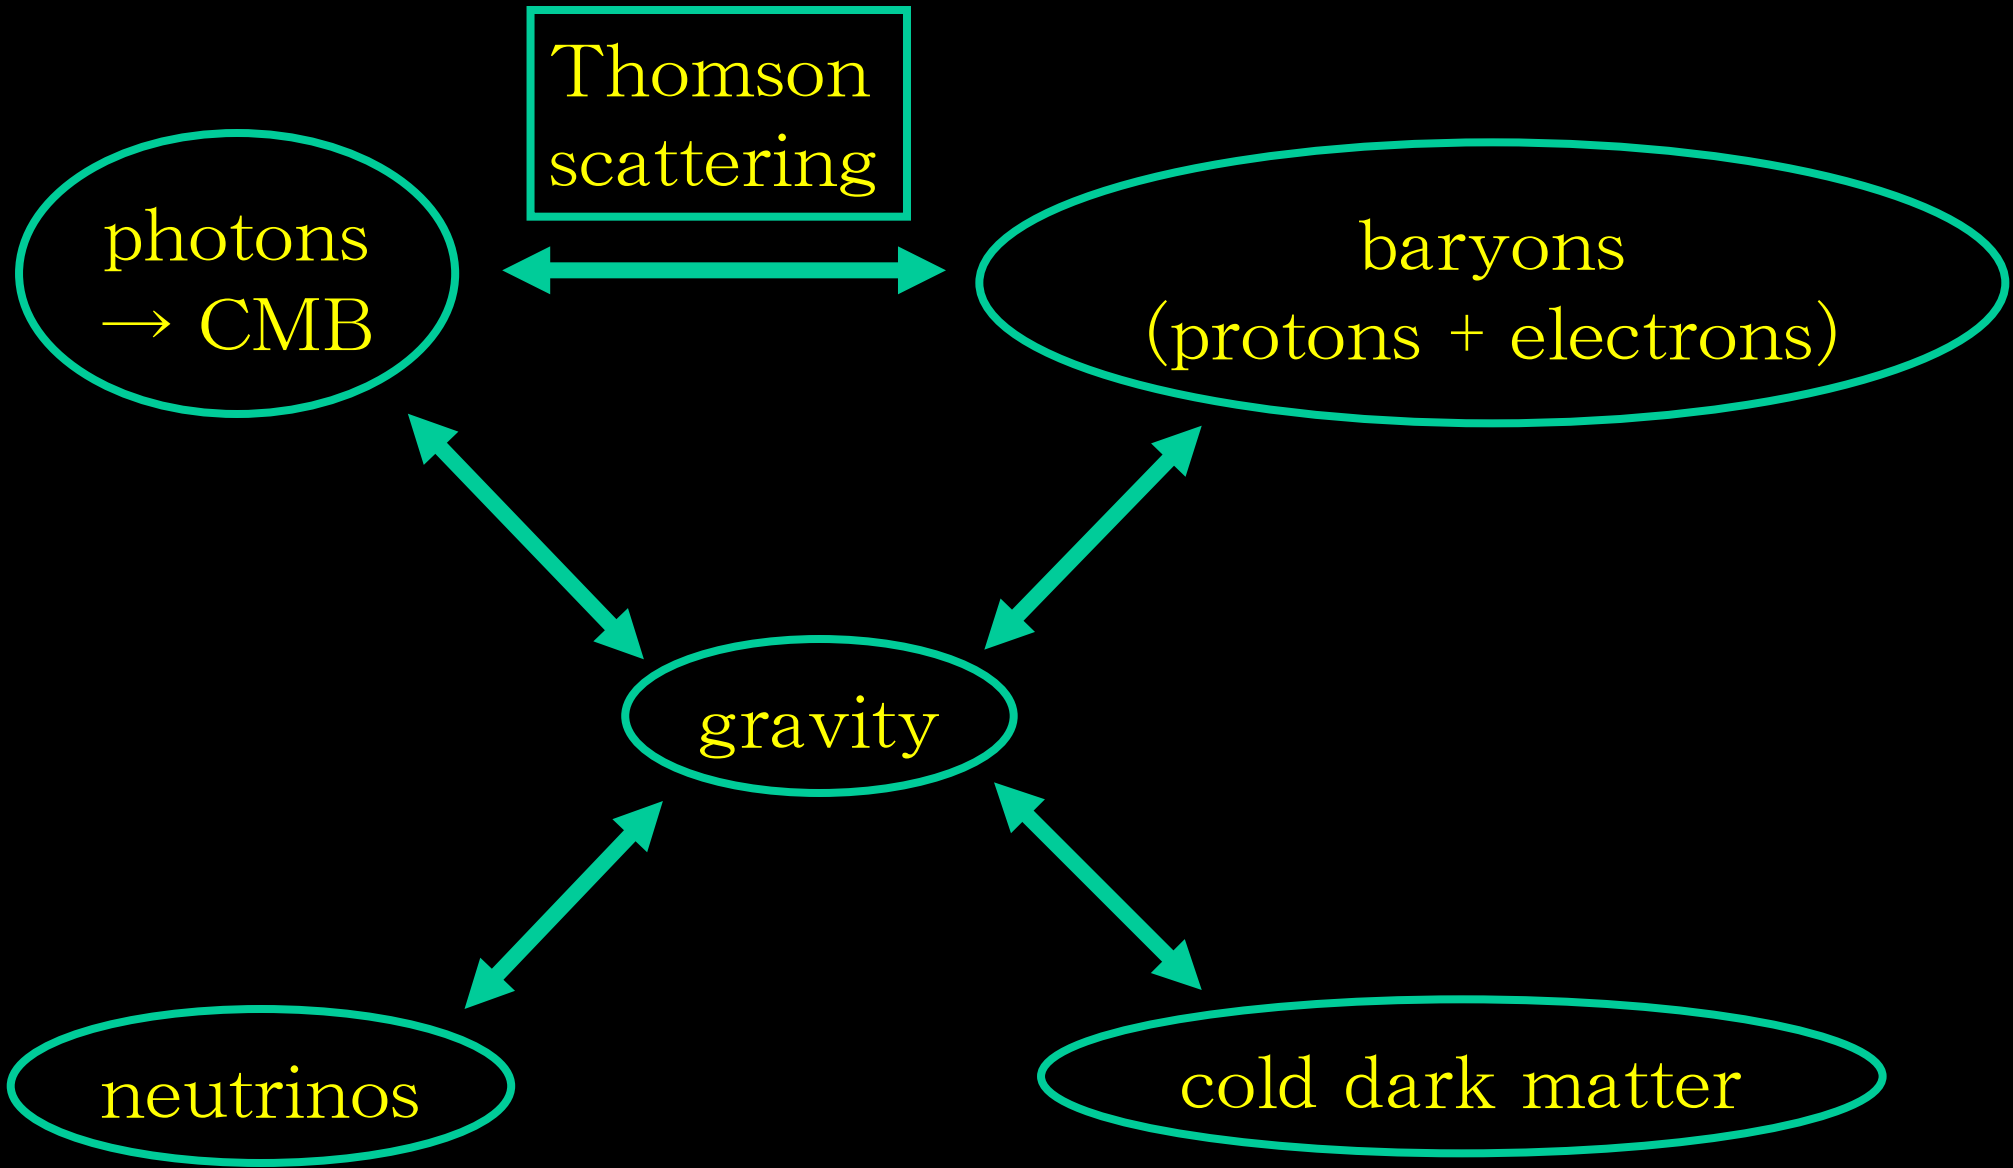 Thomson
scattering
photons
→ CMB
baryons
(protons + electrons)
gravity
neutrinos
cold dark matter